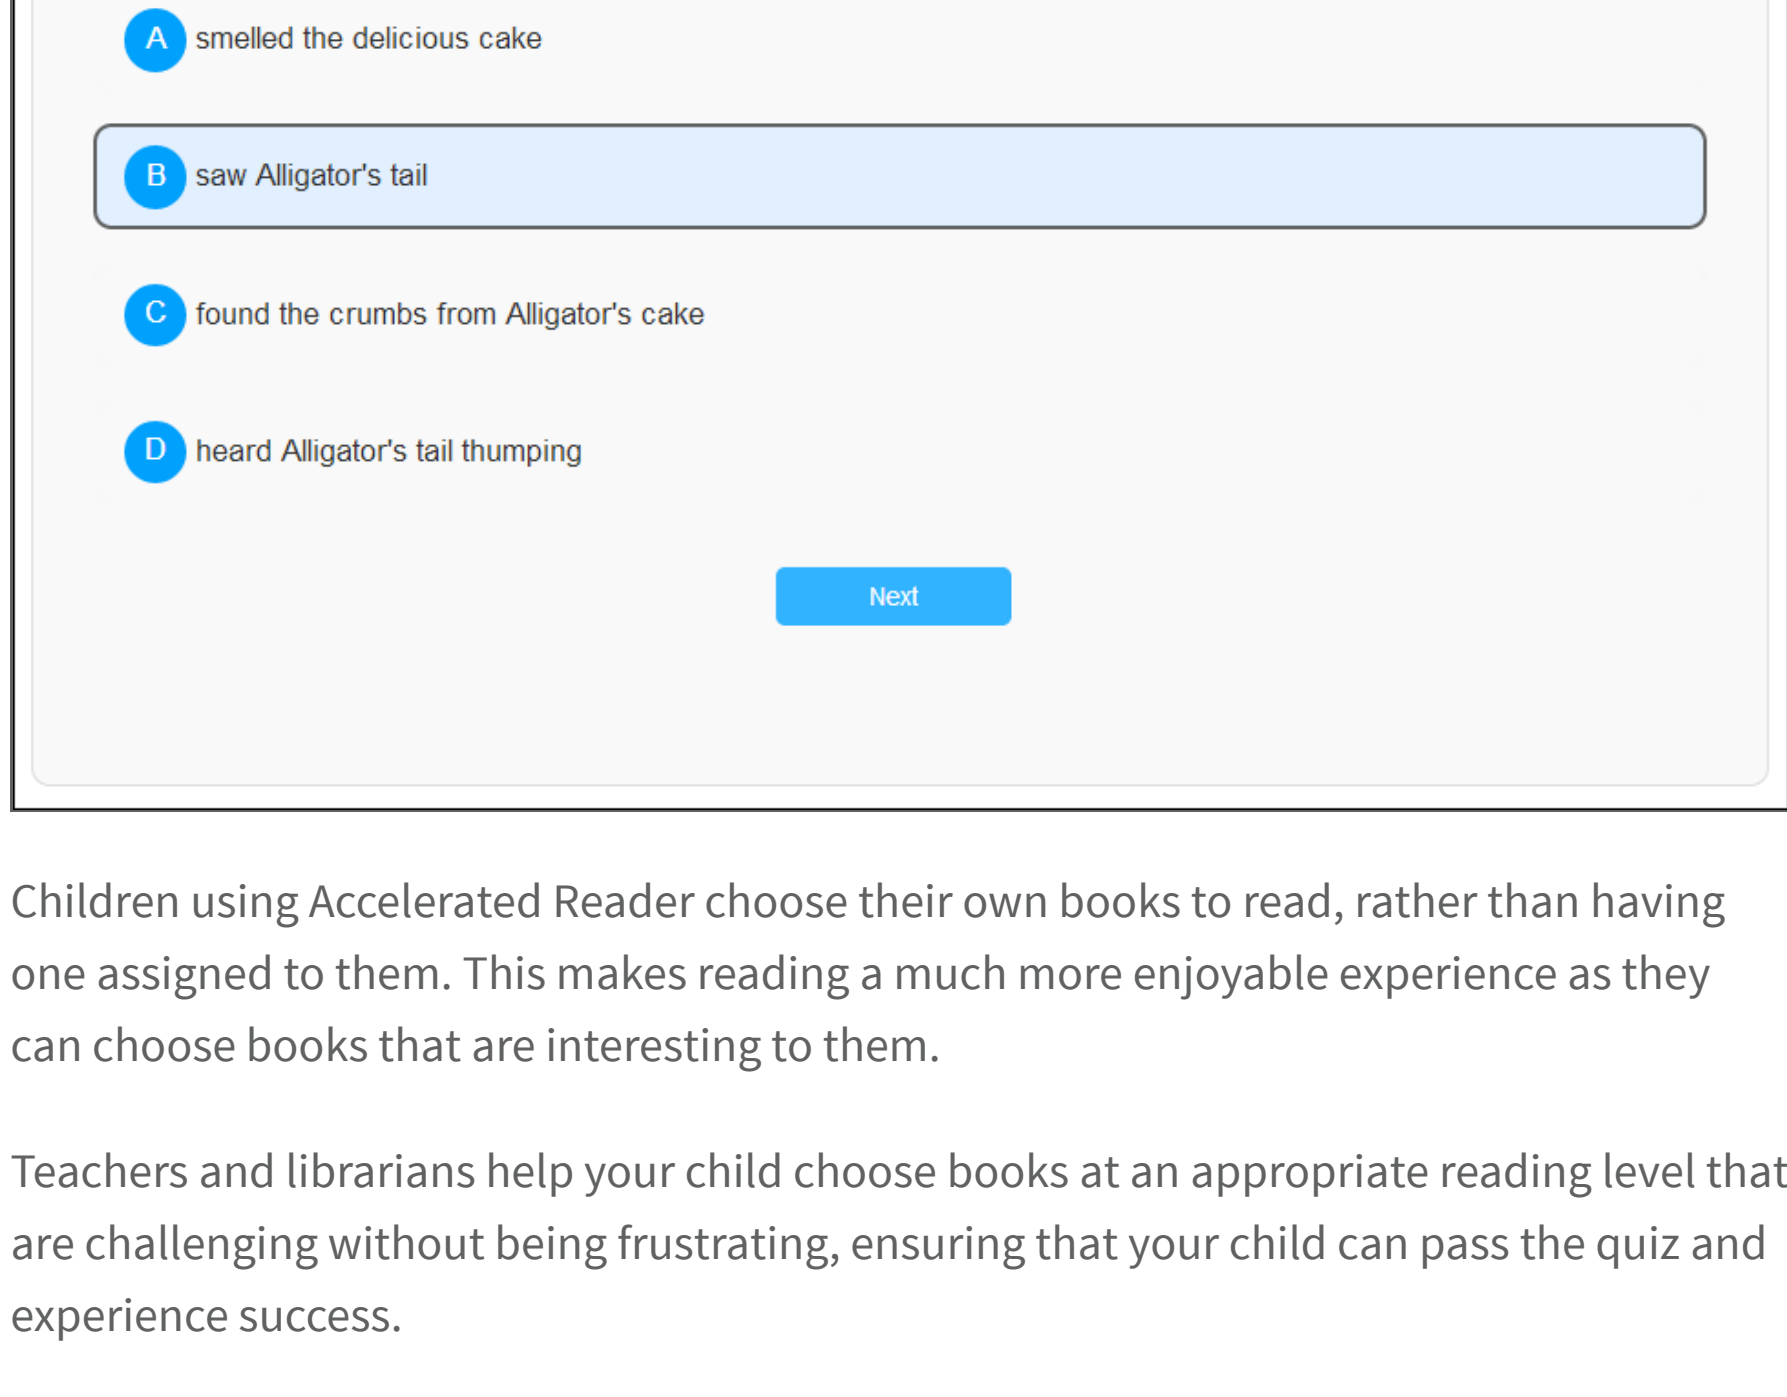 A smelled the delicious cake
B saw Alligator's tail
C found the crumbs from Alligator's cake
D heard Alligator's tail thumping
Next
Children using Accelerated Reader choose their own books to read, rather than having
one assigned to them. This makes reading a much more enjoyable experience as they
can choose books that are interesting to them.
Teachers and librarians help your child choose books at an appropriate reading level that
are challenging without being frustrating, ensuring that your child can pass the quiz and
experience success.